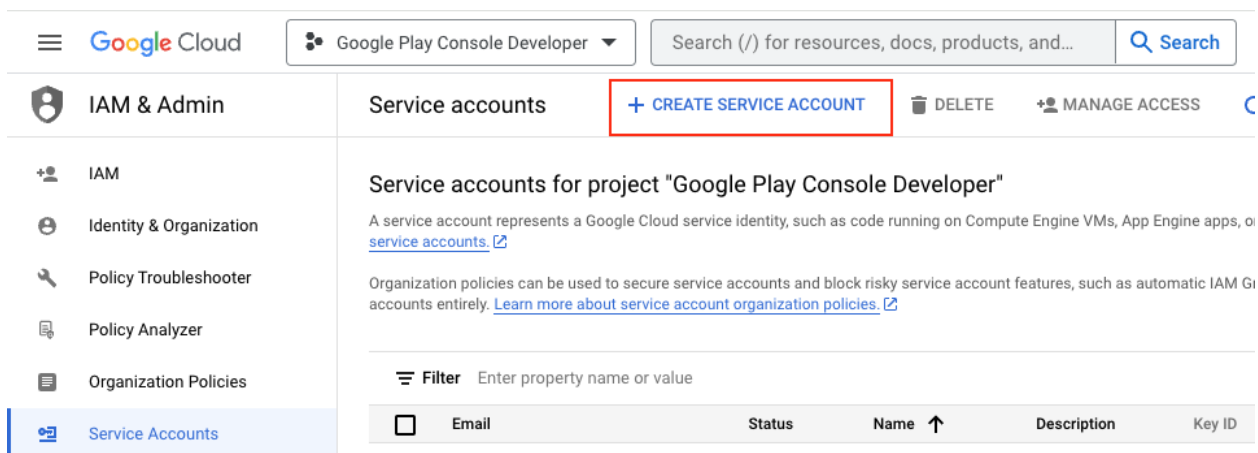 Google Cloud
Google Play Console Developer
Search (/) for resources, docs, products, and...
Search
IAM & Admin
Service accounts
+ CREATE SERVICE ACCOUNT
DELETE
MANAGE ACCESS
IAM
Identity & Organization
Policy Troubleshooter
Policy Analyzer
Organization Policies
Service Accounts
Service accounts for project "Google Play Console Developer"
A service account represents a Google Cloud service identity, such as code running on Compute Engine VMs, App Engine apps, or
service accounts.
Organization policies can be used to secure service accounts and block risky service account features, such as automatic IAM Gr
accounts entirely. Learn more about service account organization policies.
Filter Enter property name or value
Email Status Name Description Key ID